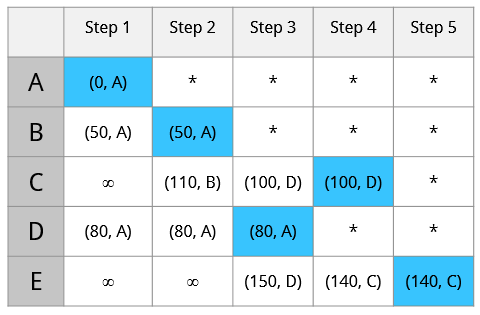 Step 1 Step 2 Step 3 Step 4 Step 5
A (0, A) * * * *
B (50, A) (50, A) * * *
C ∞ (110, B) (100, D) (100, D) *
D (80, A) (80, A) (80, A) * *
E ∞ ∞ (150, D) (140, C) (140, C)